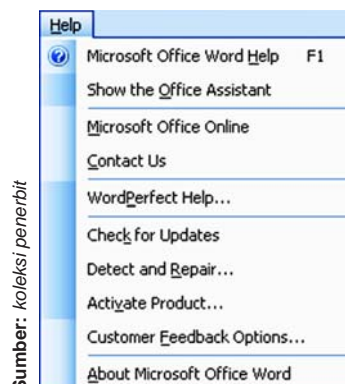 Help
Microsoft Office Word Help F1
Show the Office Assistant
Microsoft Office Online
Contact Us
WordPerfect Help...
Check for Updates
Detect and Repair...
Activate Product...
Customer Feedback Options...
About Microsoft Office Word
Sumber: koleksi penerbit